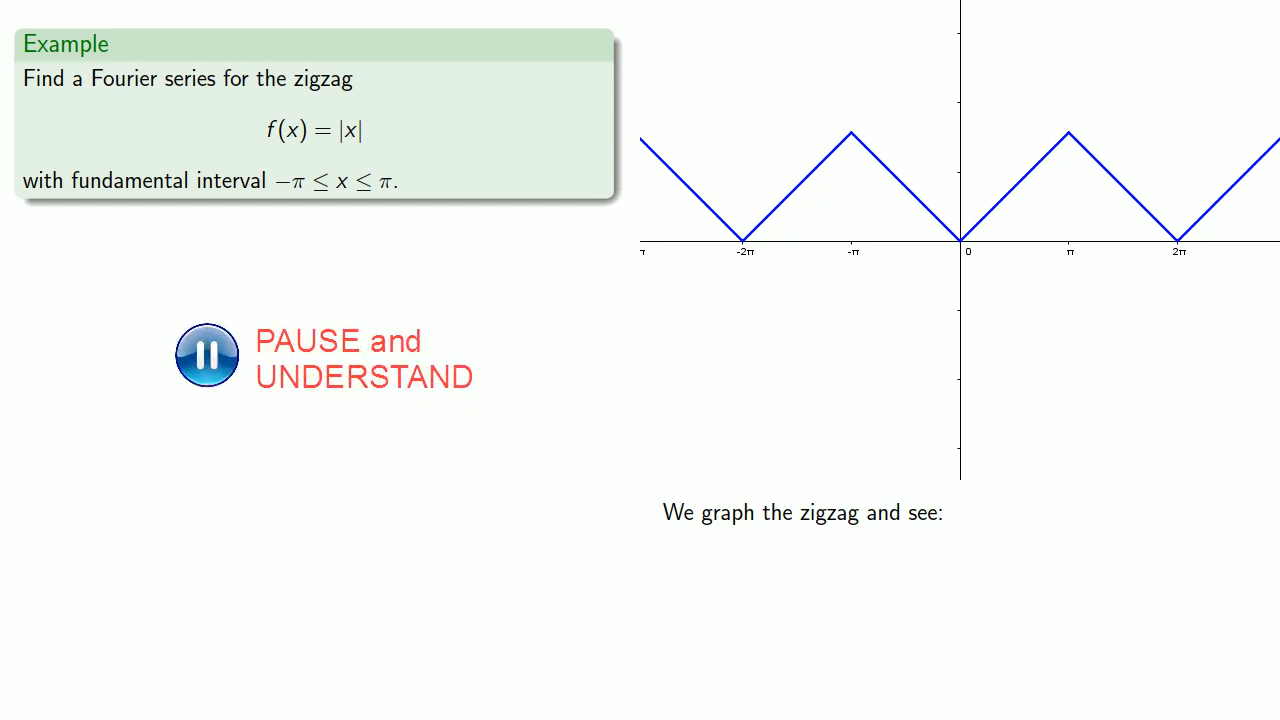 Example
Find a Fourier series for the zigzag
f(x) = |x|
with fundamental interval −π ≤ x ≤ π.
PAUSE and
UNDERSTAND
π -2π -π 0 π 2π
We graph the zigzag and see: